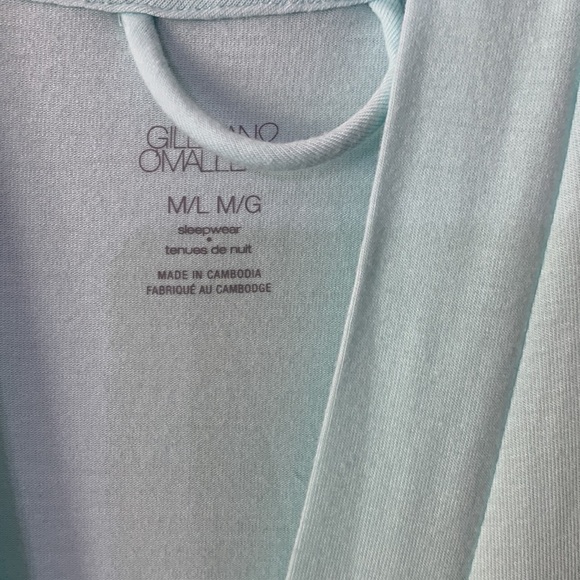 M/L M/G
sleepwear
•
tenues de nuit
MADE IN CAMBODIA
FABRIQUÉ AU CAMBODGE